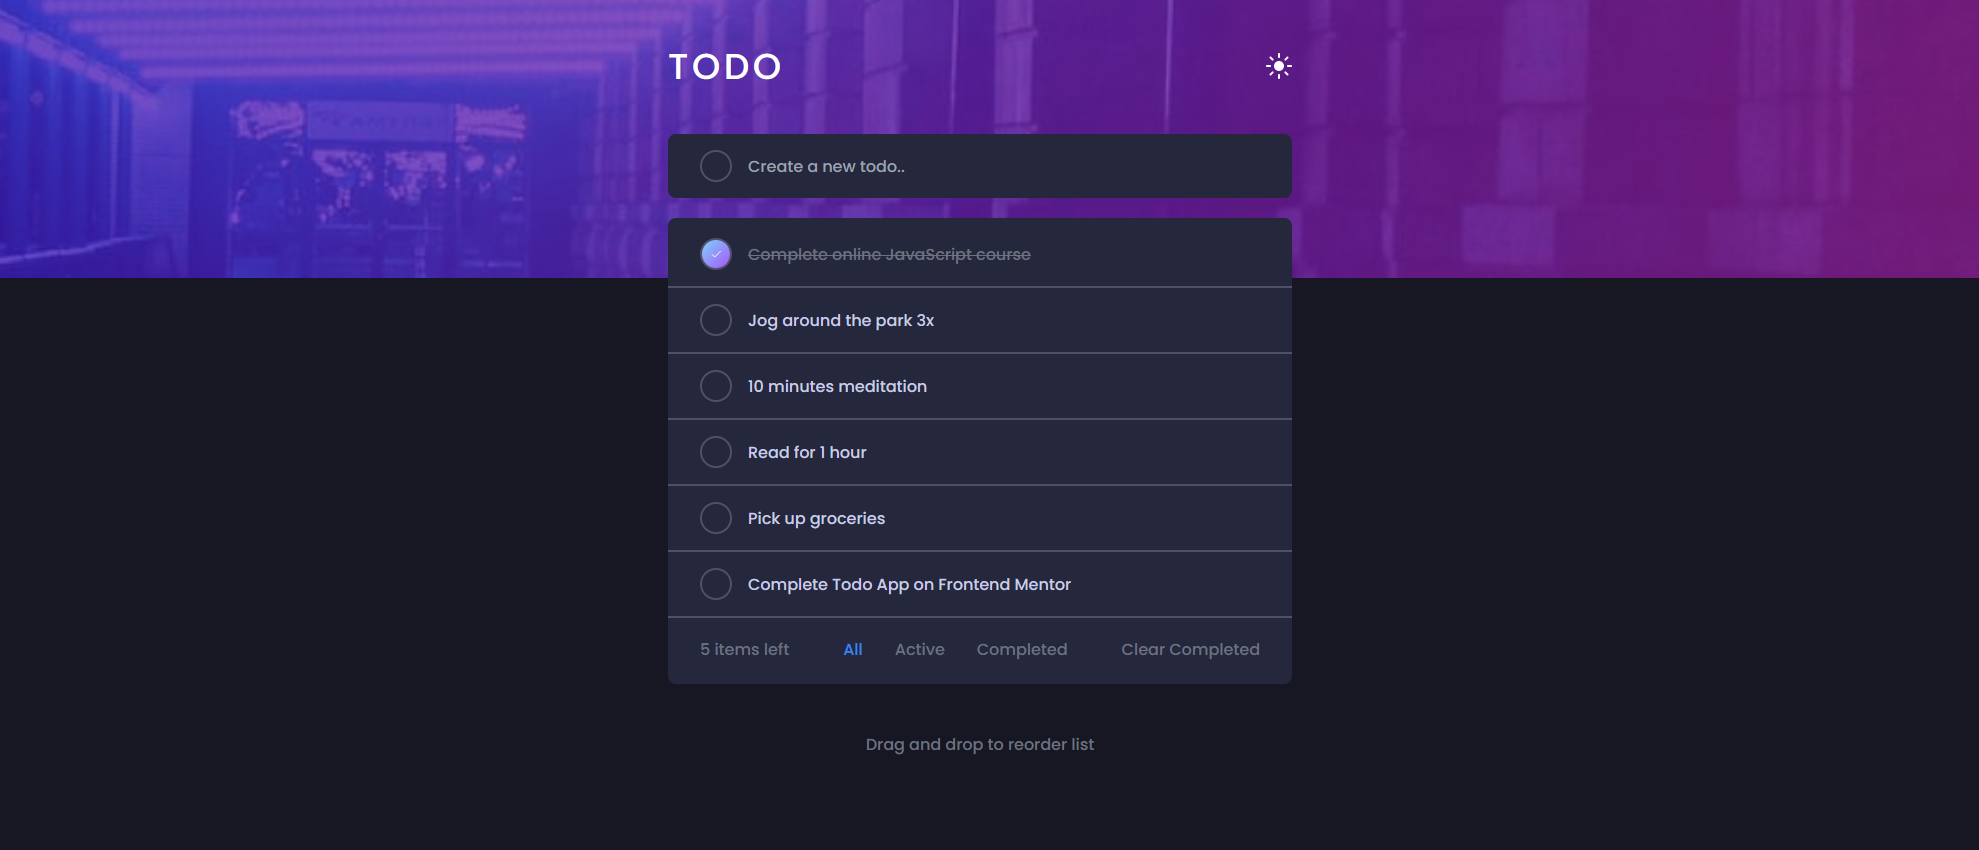 TODO
Create a new todo..
Complete online JavaScript course
Jog around the park 3x
10 minutes meditation
Read for 1 hour
Pick up groceries
Complete Todo App on Frontend Mentor
5 items left All Active Completed Clear Completed
Drag and drop to reorder list